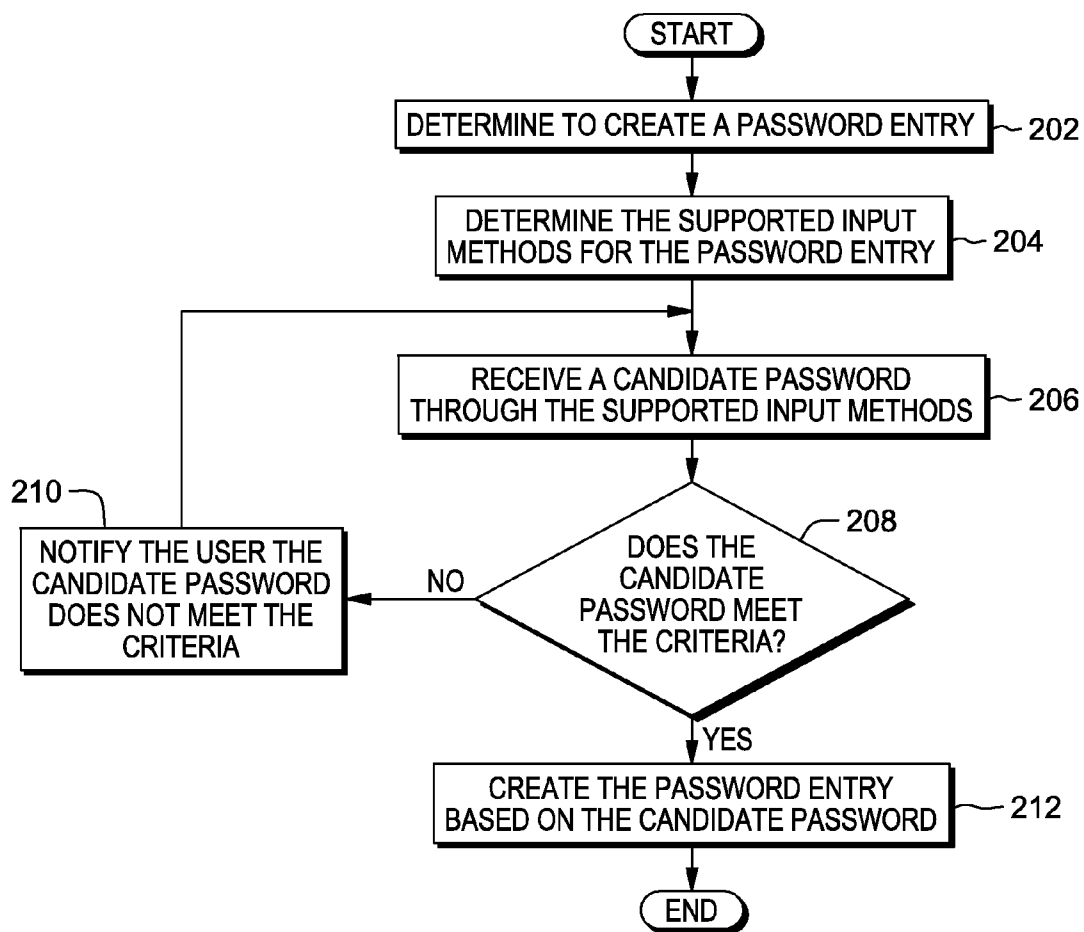 START
DETERMINE TO CREATE A PASSWORD ENTRY
202
DETERMINE THE SUPPORTED INPUT
METHODS FOR THE PASSWORD ENTRY
204
RECEIVE A CANDIDATE PASSWORD
THROUGH THE SUPPORTED INPUT METHODS
206
208
DOES THE
CANDIDATE
PASSWORD MEET
THE CRITERIA?
NO
210
NOTIFY THE USER THE
CANDIDATE PASSWORD
DOES NOT MEET THE
CRITERIA
YES
CREATE THE PASSWORD ENTRY
BASED ON THE CANDIDATE PASSWORD
212
END